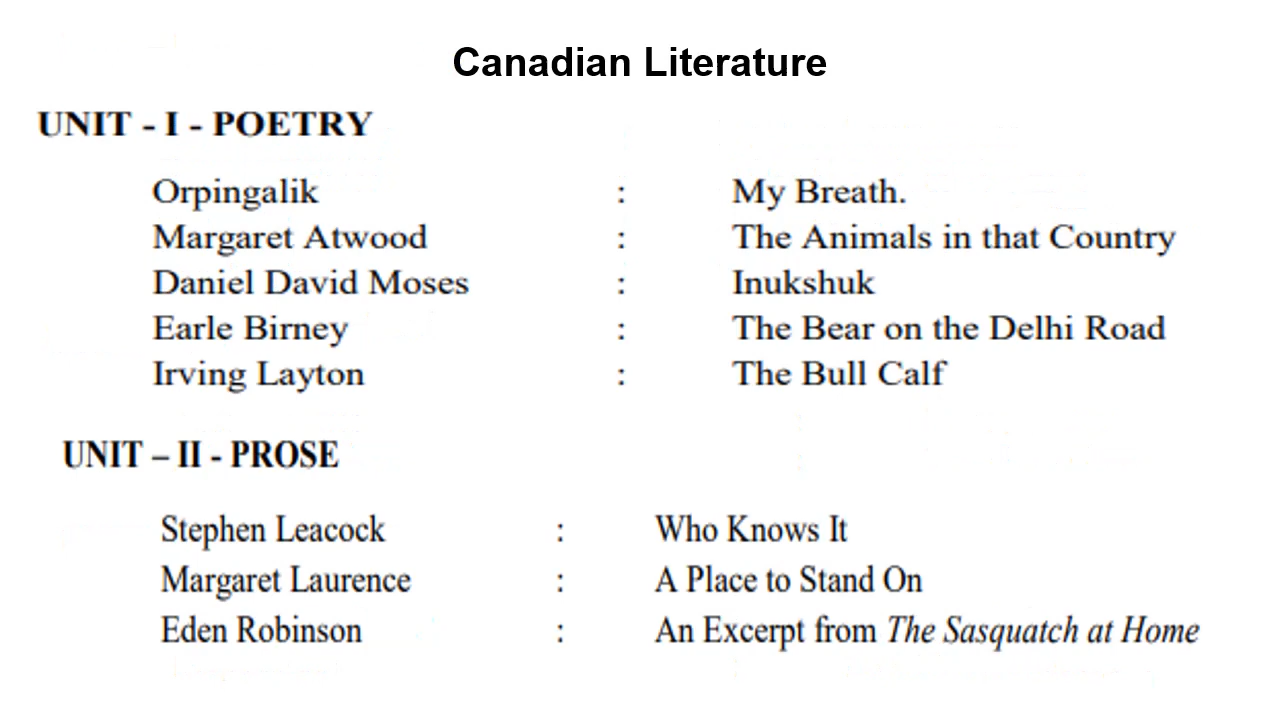 Canadian Literature
UNIT - I - POETRY
Orpingalik : My Breath.
Margaret Atwood : The Animals in that Country
Daniel David Moses : Inukshuk
Earle Birney : The Bear on the Delhi Road
Irving Layton : The Bull Calf
UNIT – II - PROSE
Stephen Leacock : Who Knows It
Margaret Laurence : A Place to Stand On
Eden Robinson : An Excerpt from The Sasquatch at Home